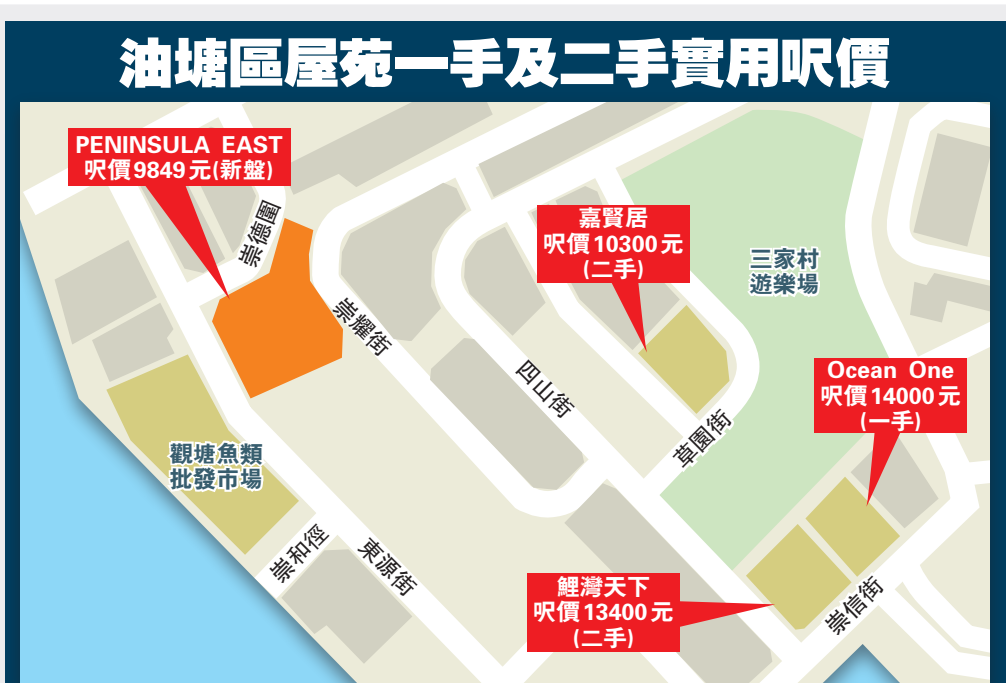 油塘區屋苑一手及二手實用呎價
PENINSULA EAST
呎價9849元(新盤)
崇德圍
嘉賢居
呎價10300元
(二手)
三家村
遊樂場
崇耀街
四山街
Ocean One
呎價14000元
(一手)
草園街
觀塘魚類
批發市場
崇和徑
東源街
鯉灣天下
呎價13400元
(二手)
崇信街